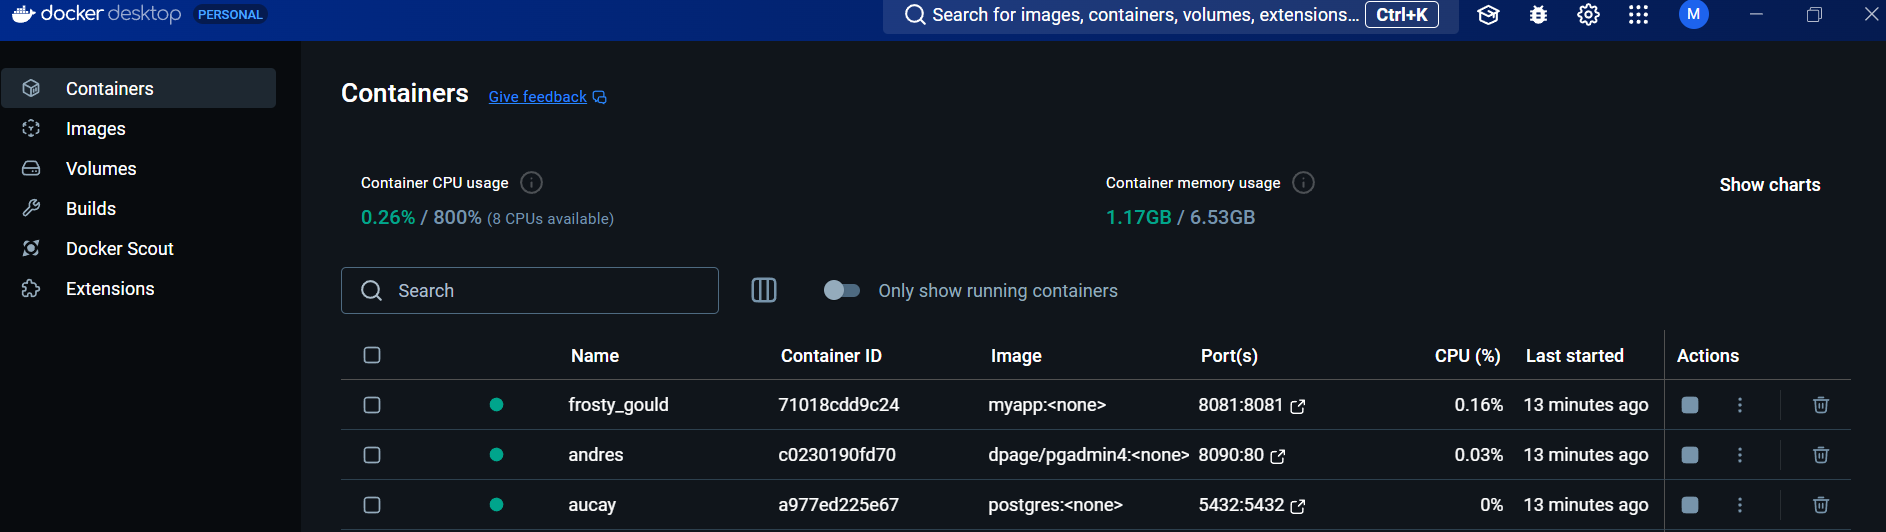 docker desktop PERSONAL Search for images, containers, volumes, extensions... Ctrl+K M
Containers
Images
Volumes
Builds
Docker Scout
Extensions
Containers Give feedback
Container CPU usage
0.26% / 800% (8 CPUs available)
Container memory usage
1.17GB / 6.53GB
Show charts
Search
Only show running containers
Name Container ID Image Port(s) CPU (%) Last started Actions
frosty_gould 71018cdd9c24 myapp:<none> 8081:8081 0.16% 13 minutes ago
andres c0230190fd70 dpage/pgadmin4:<none> 8090:80 0.03% 13 minutes ago
aucay a977ed225e67 postgres:<none> 5432:5432 0% 13 minutes ago